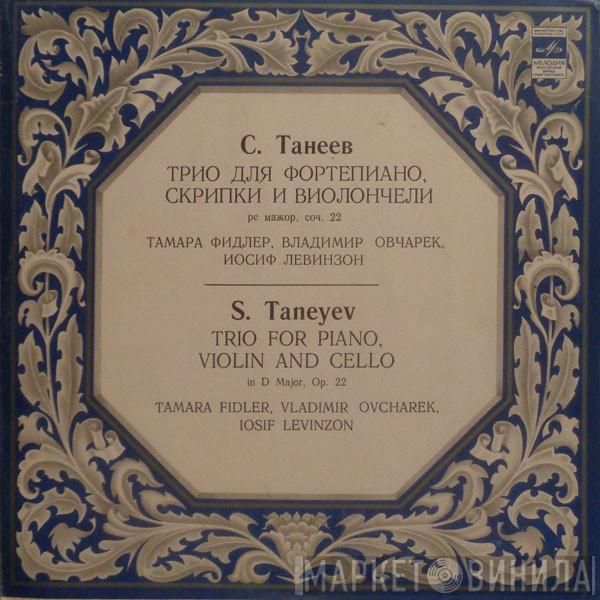 МЕЛОДИЯ
С. Танеев
ТРИО ДЛЯ ФОРТЕПИАНО,
СКРИПКИ И ВИОЛОНЧЕЛИ
ре мажор, соч. 22
ТАМАРА ФИДЛЕР, ВЛАДИМИР ОВЧАРЕК,
ИОСИФ ЛЕВИНЗОН
S. Taneyev
TRIO FOR PIANO,
VIOLIN AND CELLO
in D Major, Op. 22
TAMARA FIDLER, VLADIMIR OVCHAREK,
IOSIF LEVINZON
МАРКЕТ ВИНИЛА